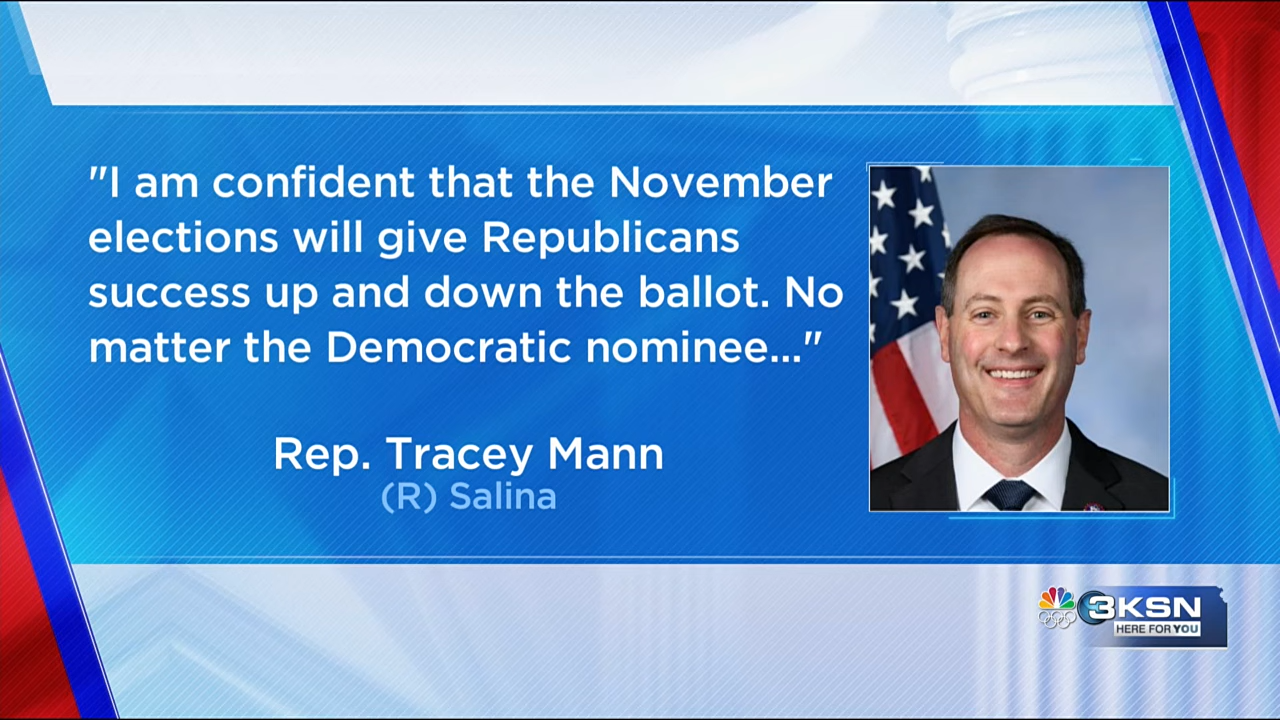 "I am confident that the November
elections will give Republicans
success up and down the ballot. No
matter the Democratic nominee..."
Rep. Tracey Mann
(R) Salina
3KSN
HERE FOR YOU